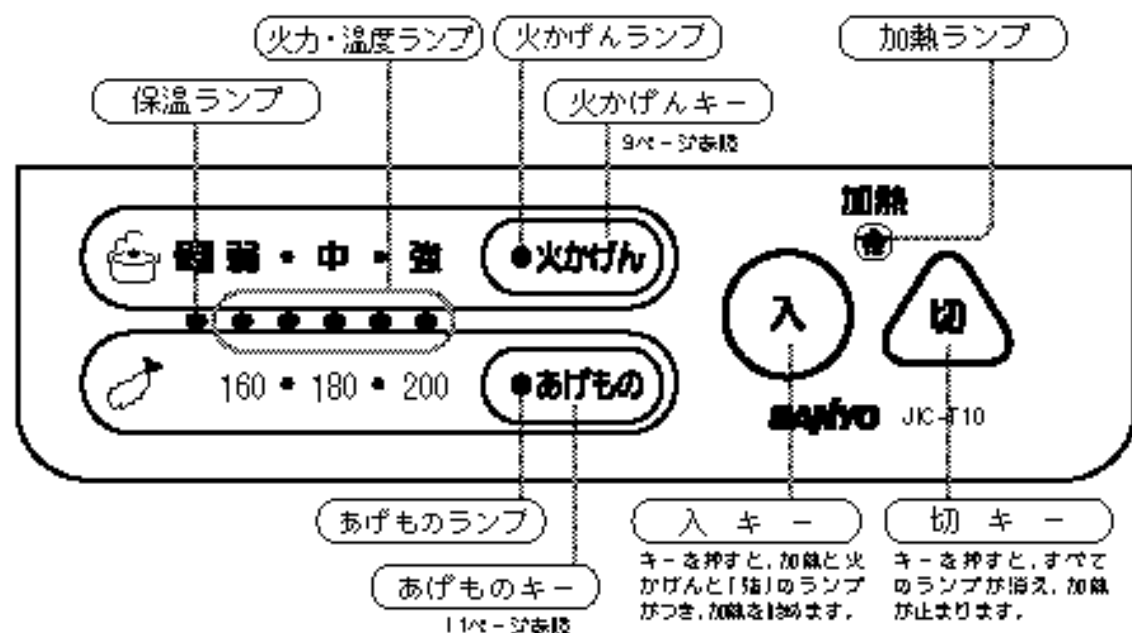 火力・温度ランプ
火かげんランプ
加熱ランプ
保温ランプ
火かげんキー
9ページ参照
加熱
保温 弱・中・強
火かげん
入
切
160・180・200
あげもの
SANYO JIC-T10
あげものランプ
入キー
切キー
キーを押すと、加熱と火
かげんと「強」のランプ
がつき、加熱を始めます。
キーを押すと、すべて
のランプが消え、加熱
が止まります。
あげものキー
11ページ参照